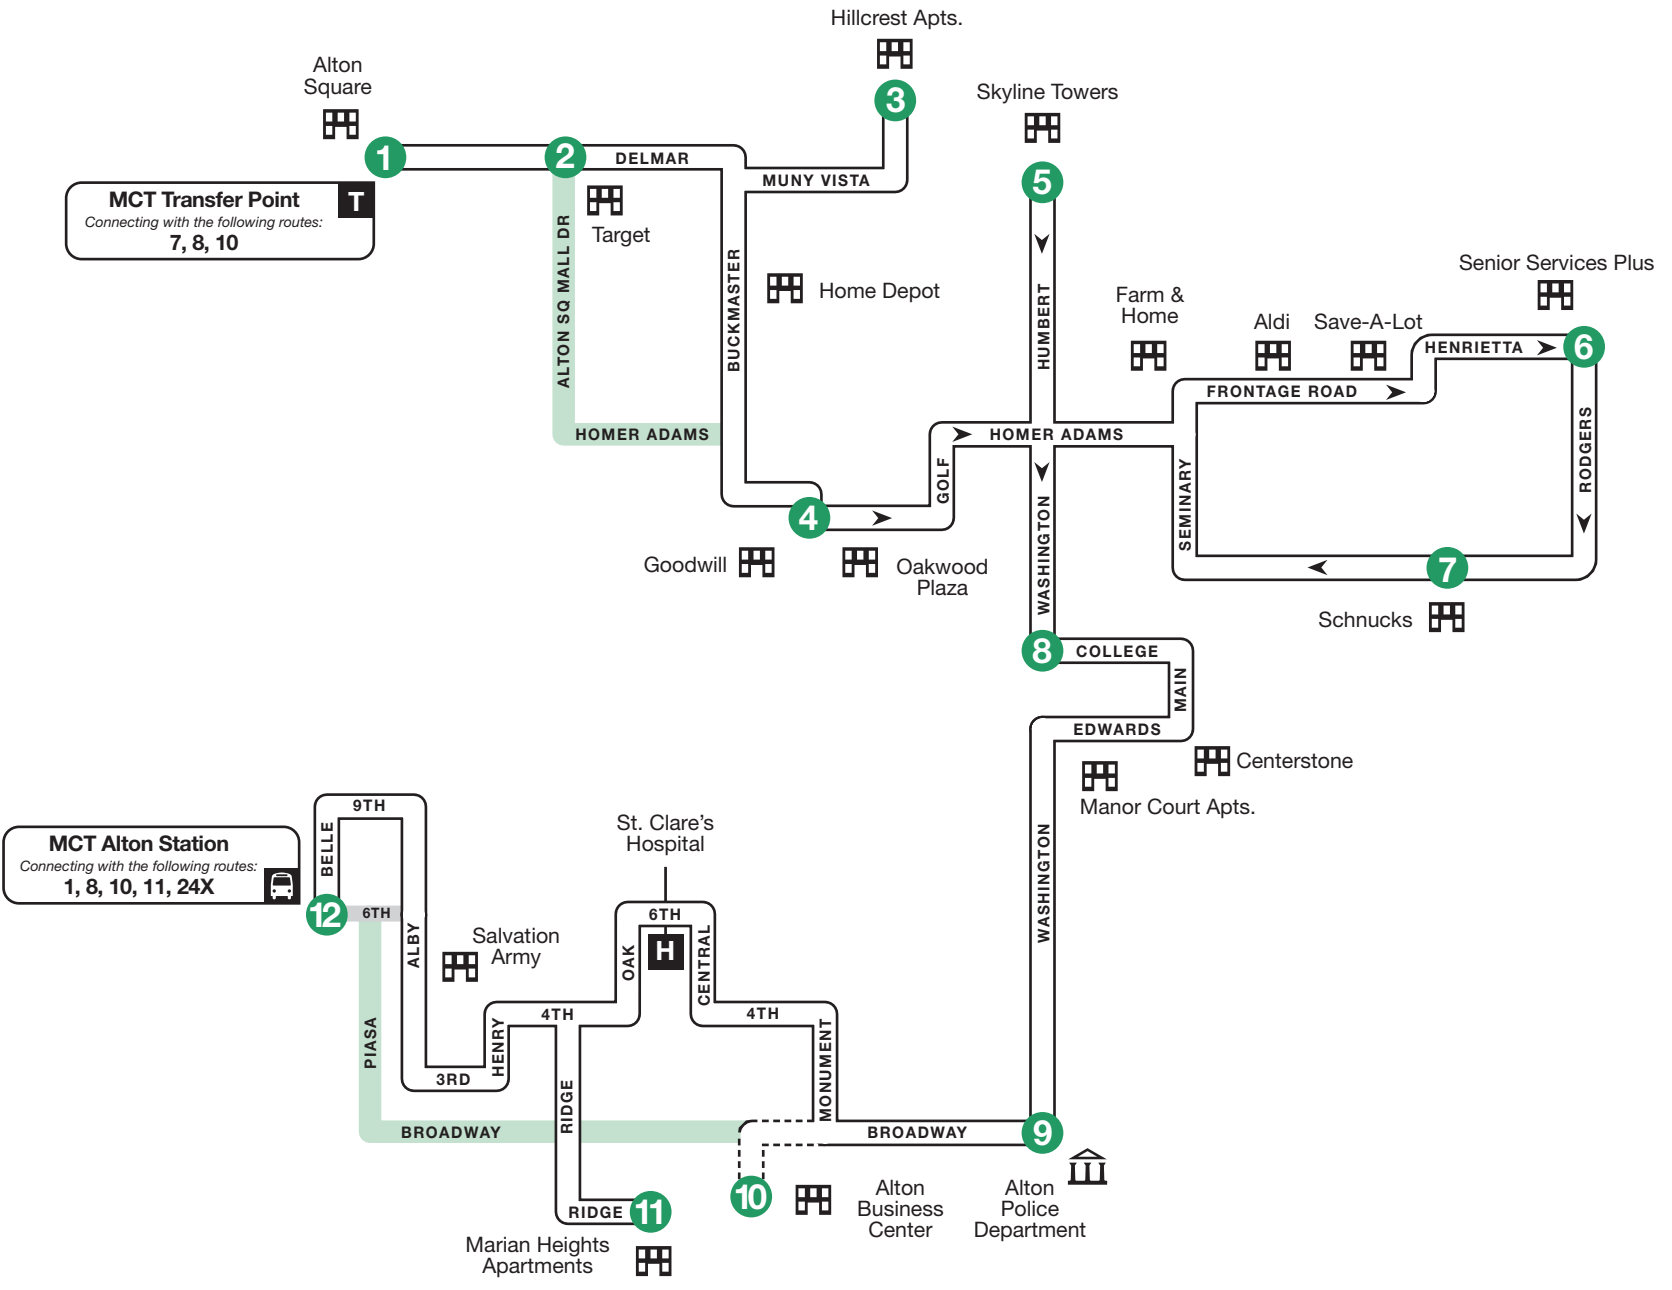 Hillcrest Apts.
Alton
Square
3
Skyline Towers
1
2
DELMAR
MUNY VISTA
5
MCT Transfer Point
T
Connecting with the following routes:
7, 8, 10
Target
ALTON SQ MALL DR
BUCKMASTER
Home Depot
HUMBERT
Senior Services Plus
Farm &
Home
Aldi
Save-A-Lot
HENRIETTA
6
FRONTAGE ROAD
RODGERS
HOMER ADAMS
HOMER ADAMS
GOLF
SEMINARY
WASHINGTON
4
Goodwill
Oakwood
Plaza
7
Schnucks
8
COLLEGE
MAIN
EDWARDS
Centerstone
Manor Court Apts.
9TH
BELLE
MCT Alton Station
Connecting with the following routes:
1, 8, 10, 11, 24X
12
6TH
ALBY
St. Clare's
Hospital
6TH
H
OAK
CENTRAL
WASHINGTON
Salvation
Army
4TH
4TH
HENRY
PIASA
3RD
RIDGE
MONUMENT
BROADWAY
BROADWAY
9
10
Alton
Business
Center
Alton
Police
Department
RIDGE
11
Marian Heights
Apartments